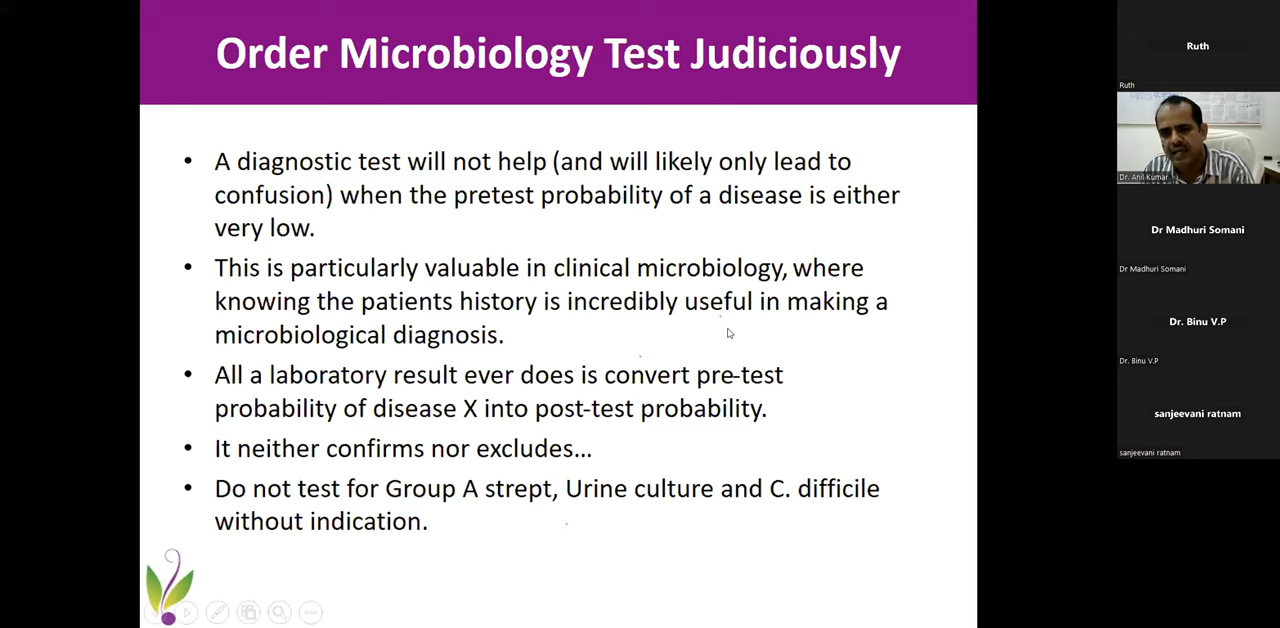 Order Microbiology Test Judiciously
• A diagnostic test will not help (and will likely only lead to
confusion) when the pretest probability of a disease is either
very low.
• This is particularly valuable in clinical microbiology, where
knowing the patients history is incredibly useful in making a
microbiological diagnosis.
• All a laboratory result ever does is convert pre-test
probability of disease X into post-test probability.
• It neither confirms nor excludes...
• Do not test for Group A strept, Urine culture and C. difficile
without indication.
Ruth
Ruth
Dr. Anil Kumar
Dr Madhuri Somani
Dr Madhuri Somani
Dr. Binu V.P
Dr. Binu V.P
sanjeevani ratnam
sanjeevani ratnam